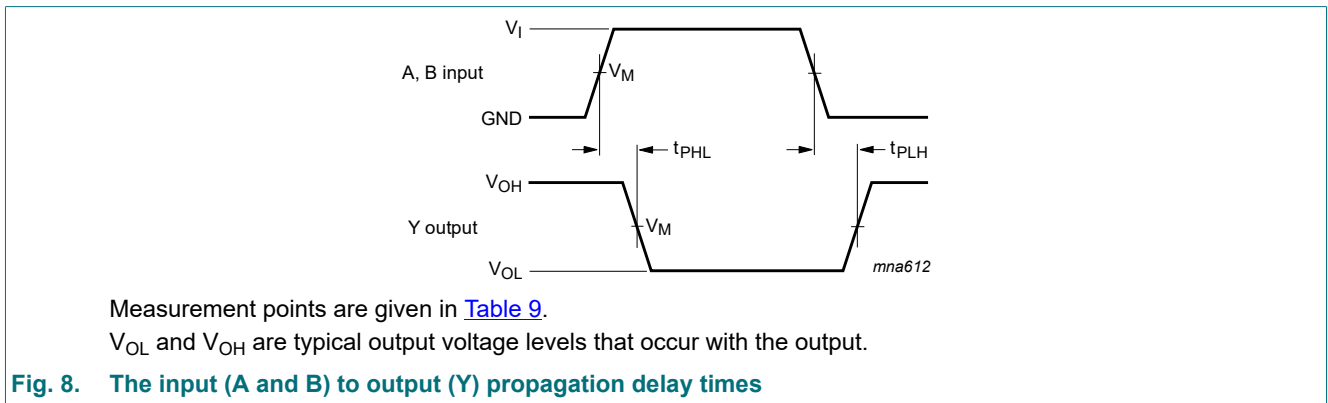 V_I
A, B input
V_M
GND
t_PHL
t_PLH
V_OH
Y output
V_M
V_OL
mna612
Measurement points are given in Table 9.
V_OL and V_OH are typical output voltage levels that occur with the output.
Fig. 8. The input (A and B) to output (Y) propagation delay times